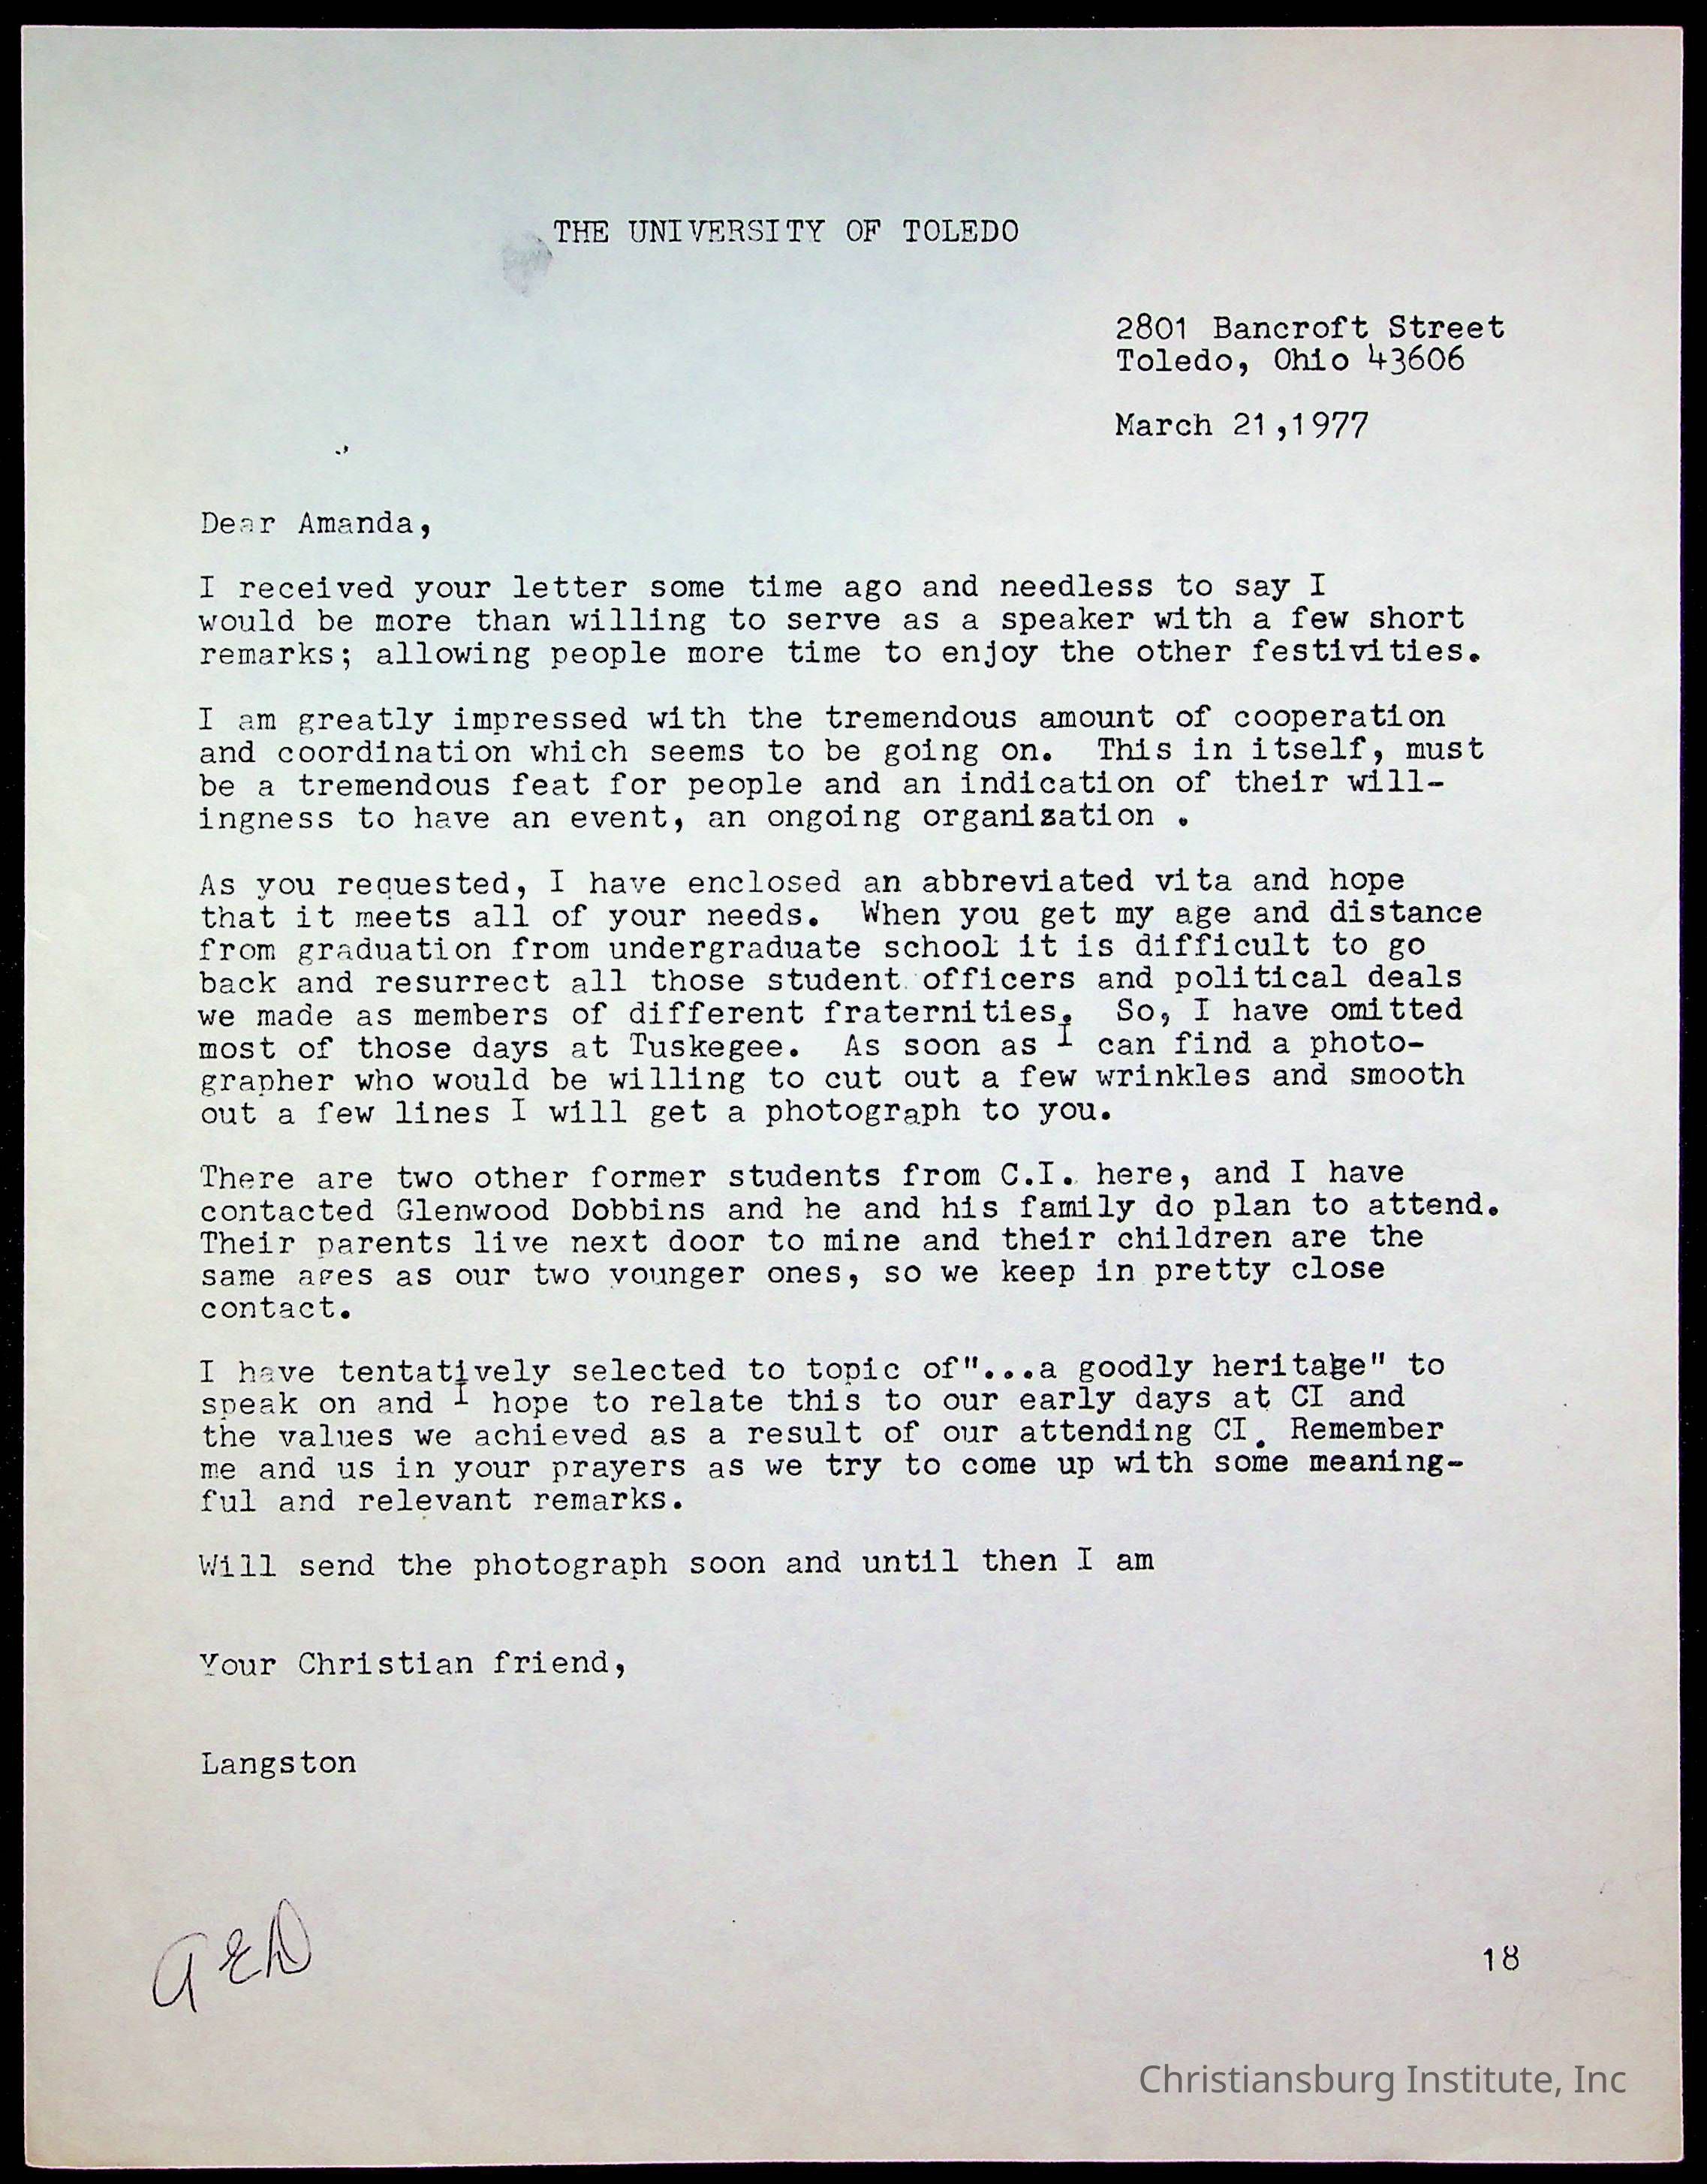 THE UNIVERSITY OF TOLEDO
2801 Bancroft Street
Toledo, Ohio 43606
March 21,1977
Dear Amanda,
I received your letter some time ago and needless to say I
would be more than willing to serve as a speaker with a few short
remarks; allowing people more time to enjoy the other festivities.
I am greatly impressed with the tremendous amount of cooperation
and coordination which seems to be going on.  This in itself, must
be a tremendous feat for people and an indication of their will-
ingness to have an event, an ongoing organization .
As you requested, I have enclosed an abbreviated vita and hope
that it meets all of your needs.  When you get my age and distance
from graduation from undergraduate school it is difficult to go
back and resurrect all those student officers and political deals
we made as members of different fraternities.  So, I have omitted
most of those days at Tuskegee.  As soon as I can find a photo-
grapher who would be willing to cut out a few wrinkles and smooth
out a few lines I will get a photograph to you.
There are two other former students from C.I. here, and I have
contacted Glenwood Dobbins and he and his family do plan to attend.
Their parents live next door to mine and their children are the
same ages as our two younger ones, so we keep in pretty close
contact.
I have tentatively selected to topic of"...a goodly heritage" to
speak on and I hope to relate this to our early days at CI and
the values we achieved as a result of our attending CI. Remember
me and us in your prayers as we try to come up with some meaning-
ful and relevant remarks.
Will send the photograph soon and until then I am
Your Christian friend,
Langston
AED
18
Christiansburg Institute, Inc